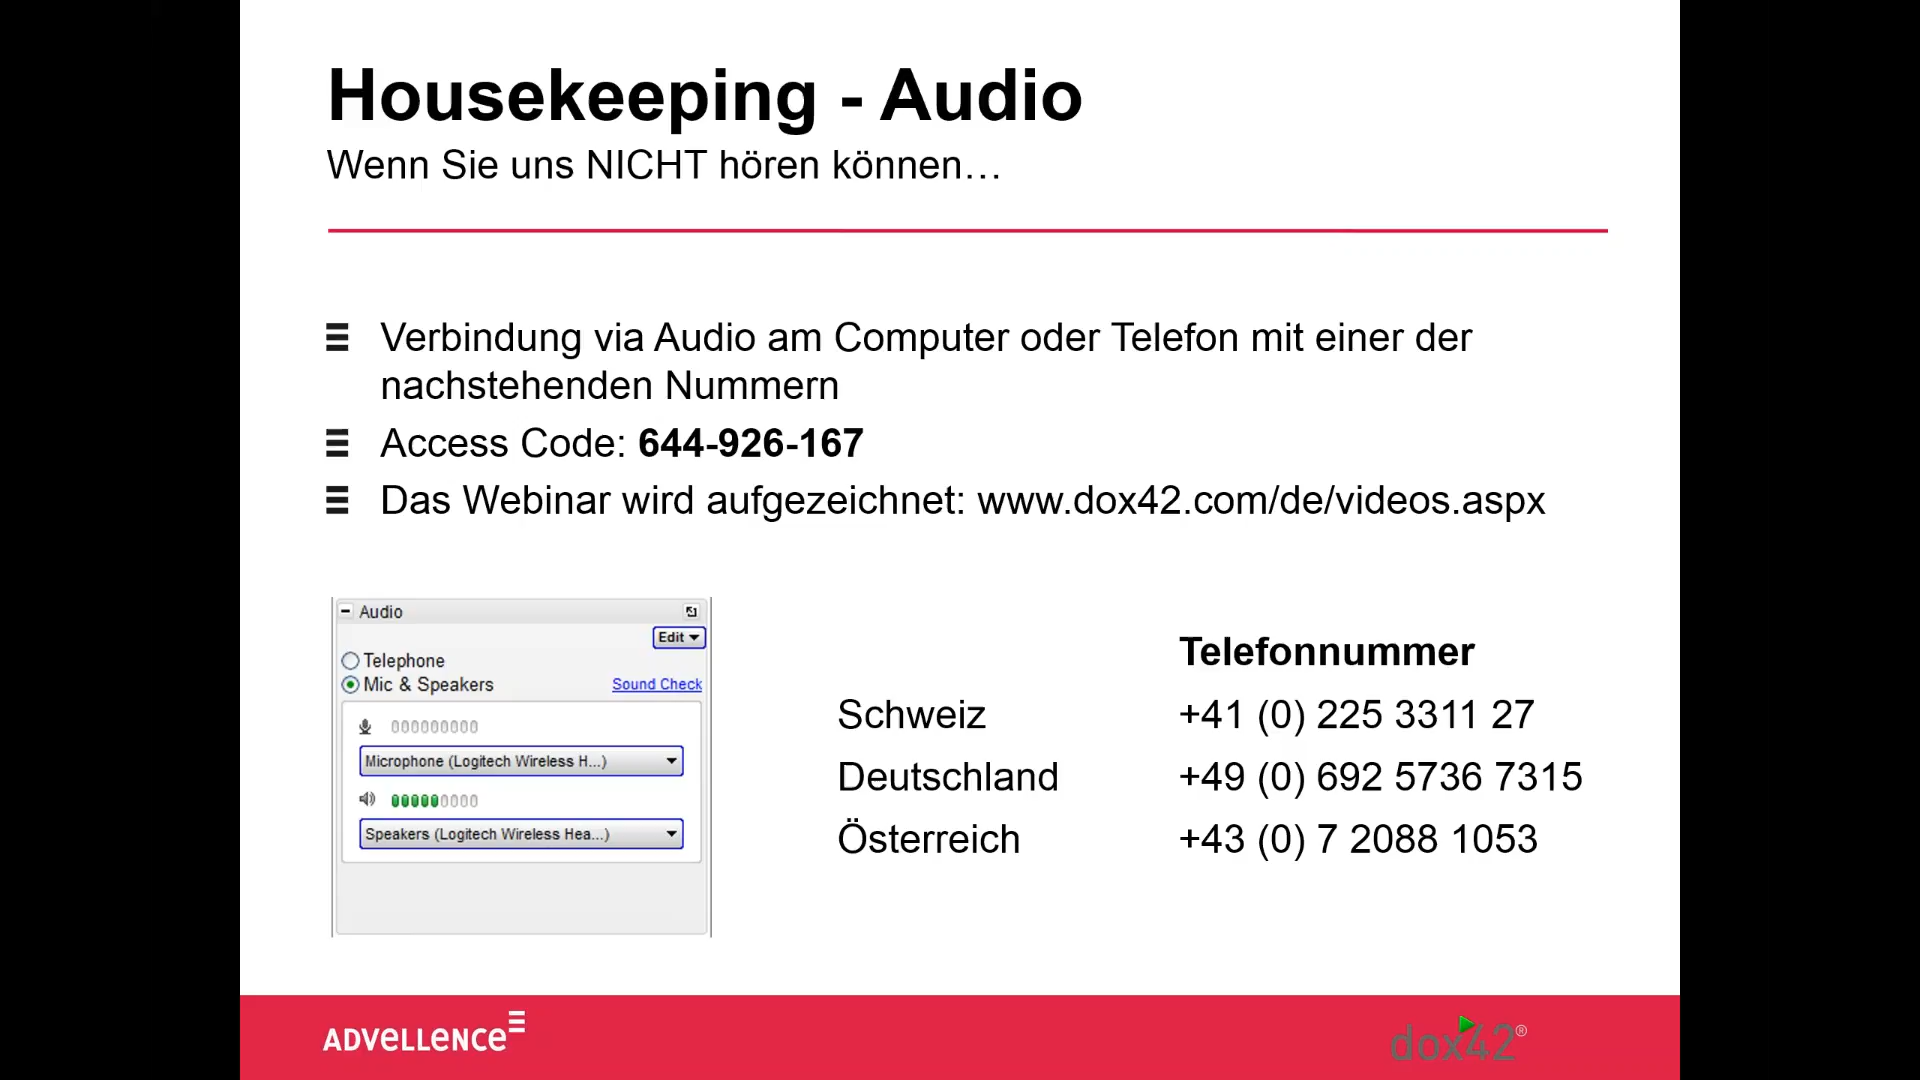 Housekeeping - Audio
Wenn Sie uns NICHT hören können…
Verbindung via Audio am Computer oder Telefon mit einer der
nachstehenden Nummern
Access Code: 644-926-167
Das Webinar wird aufgezeichnet: www.dox42.com/de/videos.aspx
Audio
Edit
Telephone
Mic & Speakers Sound Check
Microphone (Logitech Wireless H...)
Speakers (Logitech Wireless Hea...)
Telefonnummer
Schweiz +41 (0) 225 3311 27
Deutschland +49 (0) 692 5736 7315
Österreich +43 (0) 7 2088 1053
ADVELLENCE
dox42®